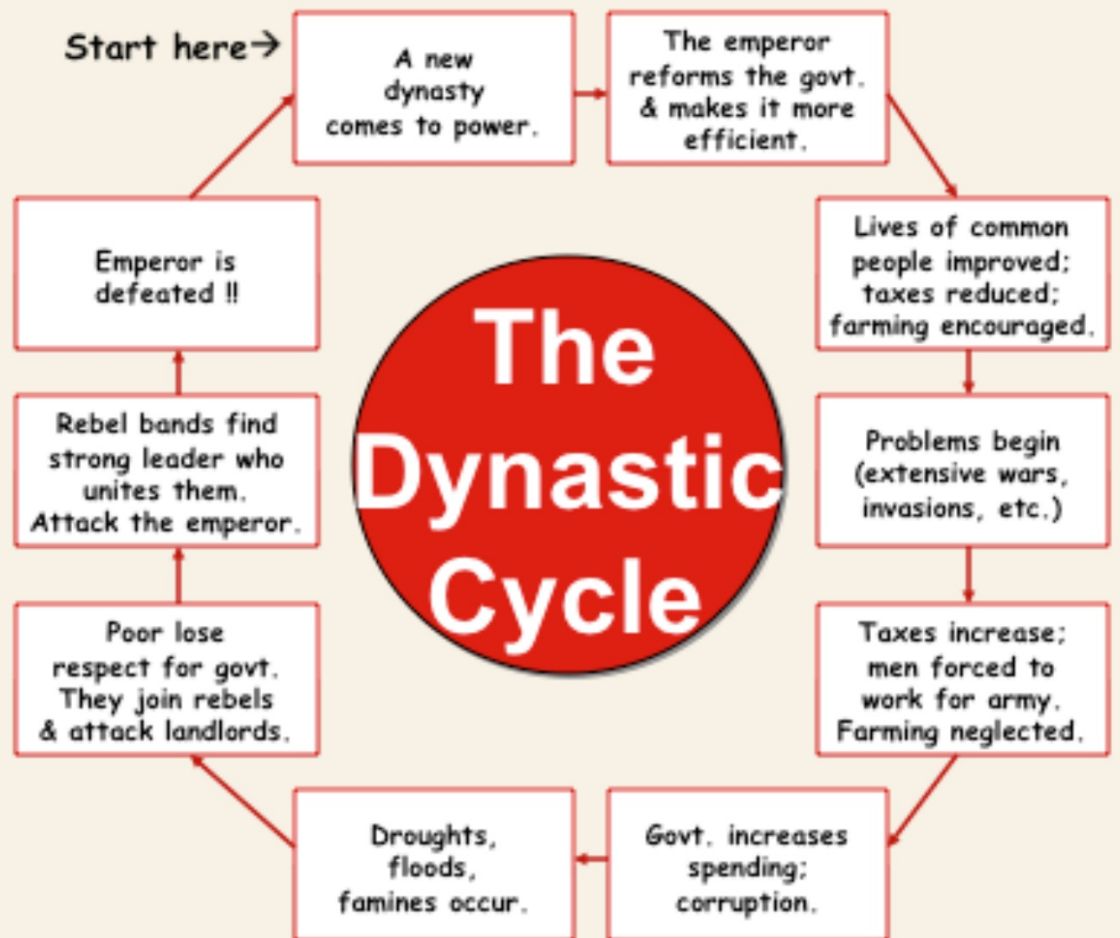 Start here→
A new
dynasty
comes to power.
The emperor
reforms the govt.
& makes it more
efficient.
Lives of common
people improved;
taxes reduced;
farming encouraged.
Problems begin
(extensive wars,
invasions, etc.)
Taxes increase;
men forced to
work for army.
Farming neglected.
Govt. increases
spending;
corruption.
Droughts,
floods,
famines occur.
Poor lose
respect for govt.
They join rebels
& attack landlords.
Rebel bands find
strong leader who
unites them.
Attack the emperor.
Emperor is
defeated !!
The
Dynastic
Cycle